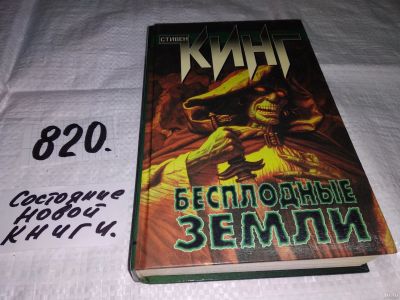 СТИВЕН
КИНГ
БЕСПЛОДНЫЕ
ЗЕМЛИ
820.
Состояние
новой
книги.